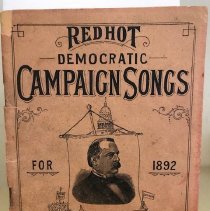 RED HOT
DEMOCRATIC
CAMPAIGN SONGS
FOR 1892